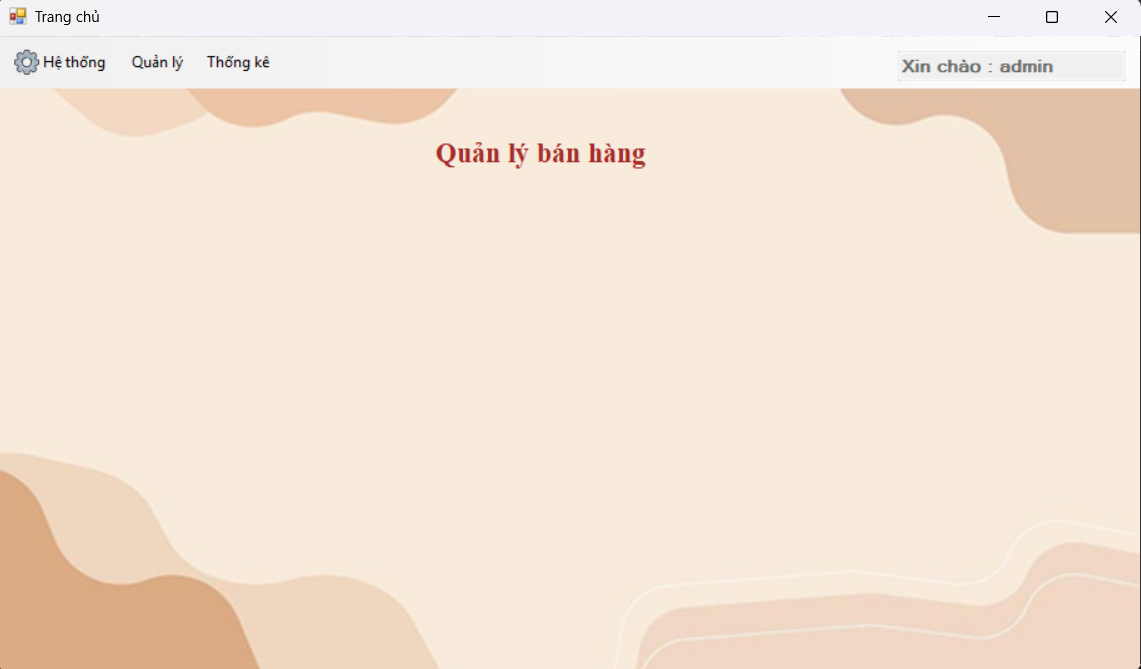 Trang chủ
Hệ thống Quản lý Thống kê
Xin chào : admin
Quản lý bán hàng